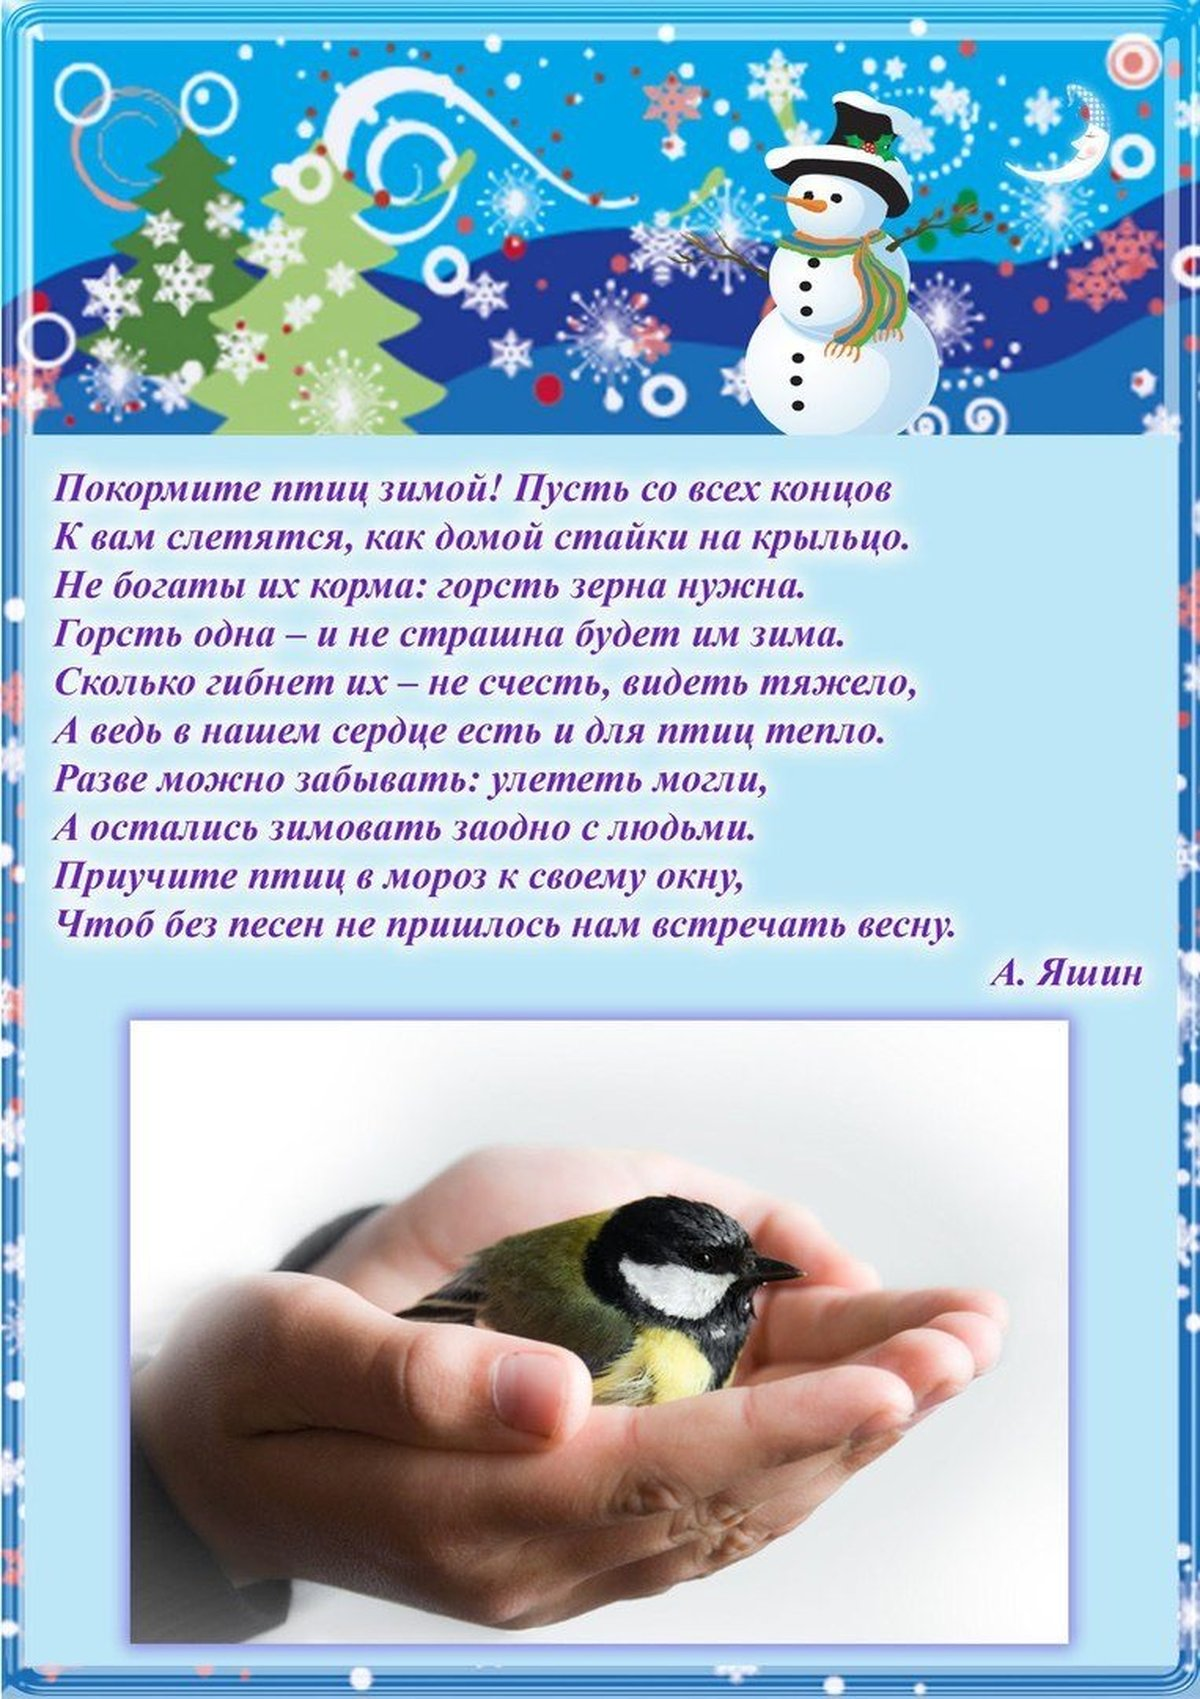 Покормите птиц зимой! Пусть со всех концов
К вам слетятся, как домой стайки на крыльцо.
Не богаты их корма: горсть зерна нужна.
Горсть одна – и не страшна будет им зима.
Сколько гибнет их – не счесть, видеть тяжело,
А ведь в нашем сердце есть и для птиц тепло.
Разве можно забывать: улететь могли,
А остались зимовать заодно с людьми.
Приучите птиц в мороз к своему окну,
Чтоб без песен не пришлось нам встречать весну.
А. Яшин